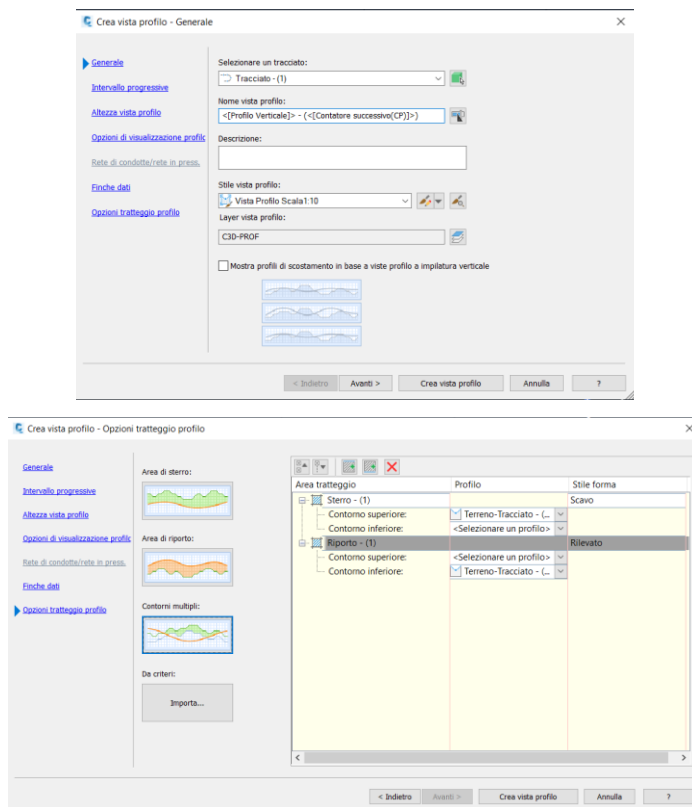 Crea vista profilo - Generale
Generale
Intervallo progressive
Altezza vista profilo
Opzioni di visualizzazione profilo
Rete di condotte/rete in press.
Finche dati
Opzioni tratteggio profilo
Selezionare un tracciato:
Tracciato - (1)
Nome vista profilo:
<[Profilo Verticale]> - (<[Contatore successivo(CP)]>)
Descrizione:
Stile vista profilo:
Vista Profilo Scala1:10
Layer vista profilo:
C3D-PROF
Mostra profili di scostamento in base a viste profilo a impilatura verticale
< Indietro Avanti > Crea vista profilo Annulla ?
Crea vista profilo - Opzioni tratteggio profilo
Generale
Intervallo progressive
Altezza vista profilo
Opzioni di visualizzazione profilo
Rete di condotte/rete in press.
Finche dati
Opzioni tratteggio profilo
Area di sterro:
Area di riporto:
Contorni multipli:
Da criteri:
Importa...
Area tratteggio Profilo Stile forma
Sterro - (1) Scavo
Contorno superiore: Terreno-Tracciato - (...
Contorno inferiore: <Selezionare un profilo>
Riporto - (1) Rilevato
Contorno superiore: <Selezionare un profilo>
Contorno inferiore: Terreno-Tracciato - (...
< Indietro Avanti > Crea vista profilo Annulla ?